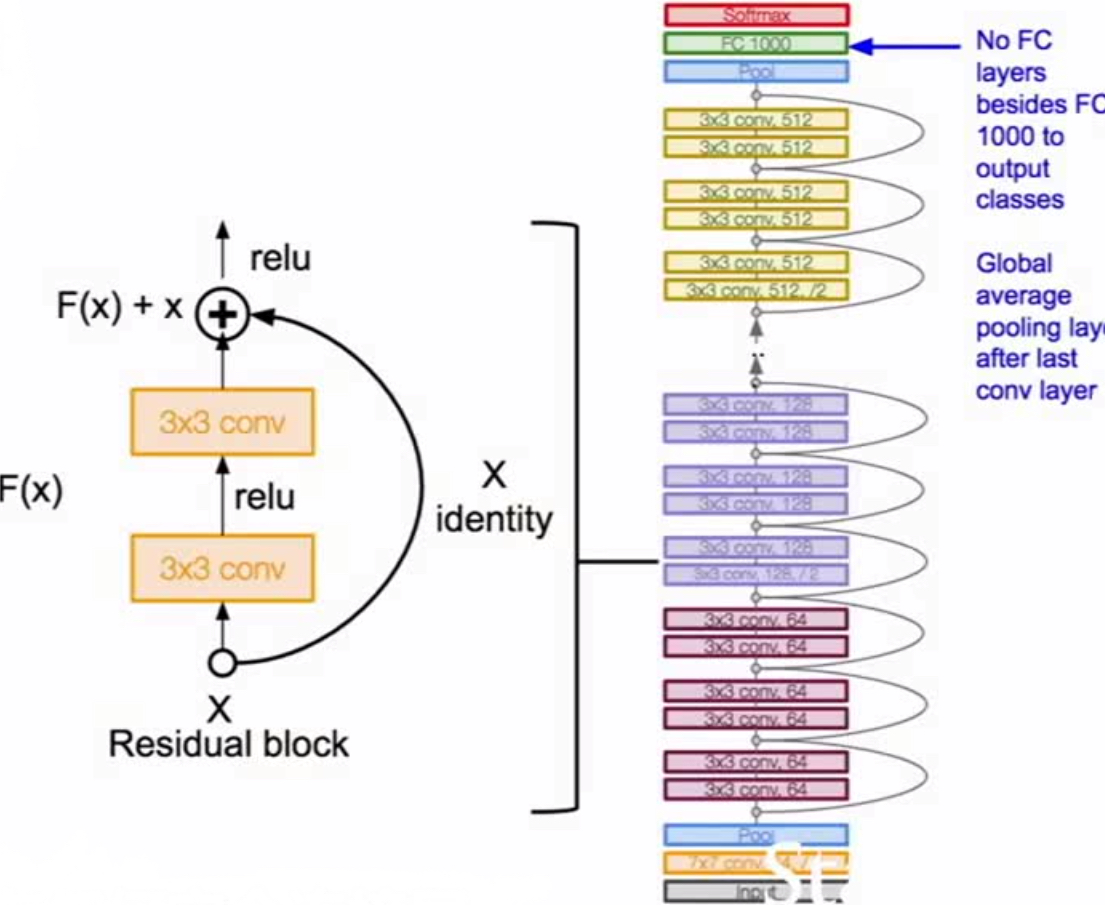 relu
F(x) + x
3x3 conv
F(x)
relu
X
identity
3x3 conv
X
Residual block
Softmax
FC 1000
Pool
3x3 conv, 512
3x3 conv, 512
3x3 conv, 512
3x3 conv, 512
3x3 conv, 512
3x3 conv, 512, /2
..
3x3 conv, 128
3x3 conv, 128
3x3 conv, 128
3x3 conv, 128
3x3 conv, 128
3x3 conv, 128, / 2
3x3 conv, 64
3x3 conv, 64
3x3 conv, 64
3x3 conv, 64
3x3 conv, 64
3x3 conv, 64
Pool
7x7 conv
Input
No FC
layers
besides FC
1000 to
output
classes
Global
average
pooling
after last
conv layer